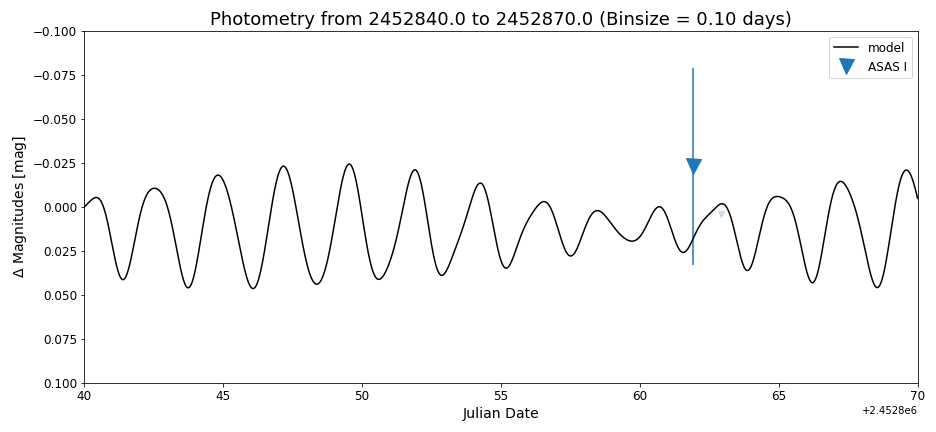 Photometry from 2452840.0 to 2452870.0 (Binsize = 0.10 days)
−0.100
−0.075
−0.050
−0.025
0.000
0.025
0.050
0.075
0.100
Δ Magnitudes [mag]
model
ASAS I
40 45 50 55 60 65 70
+2.4528e6
Julian Date